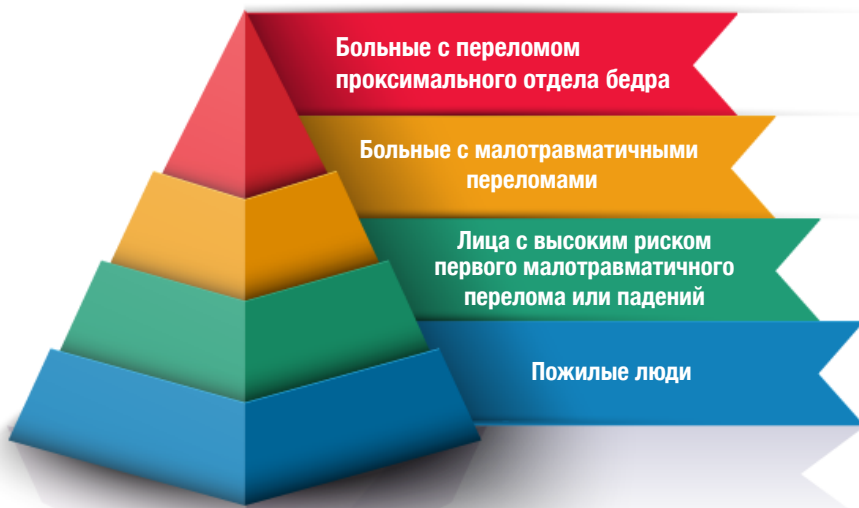 Больные с переломом
проксимального отдела бедра
Больные с малотравматичными
переломами
Лица с высоким риском
первого малотравматичного
перелома или падений
Пожилые люди